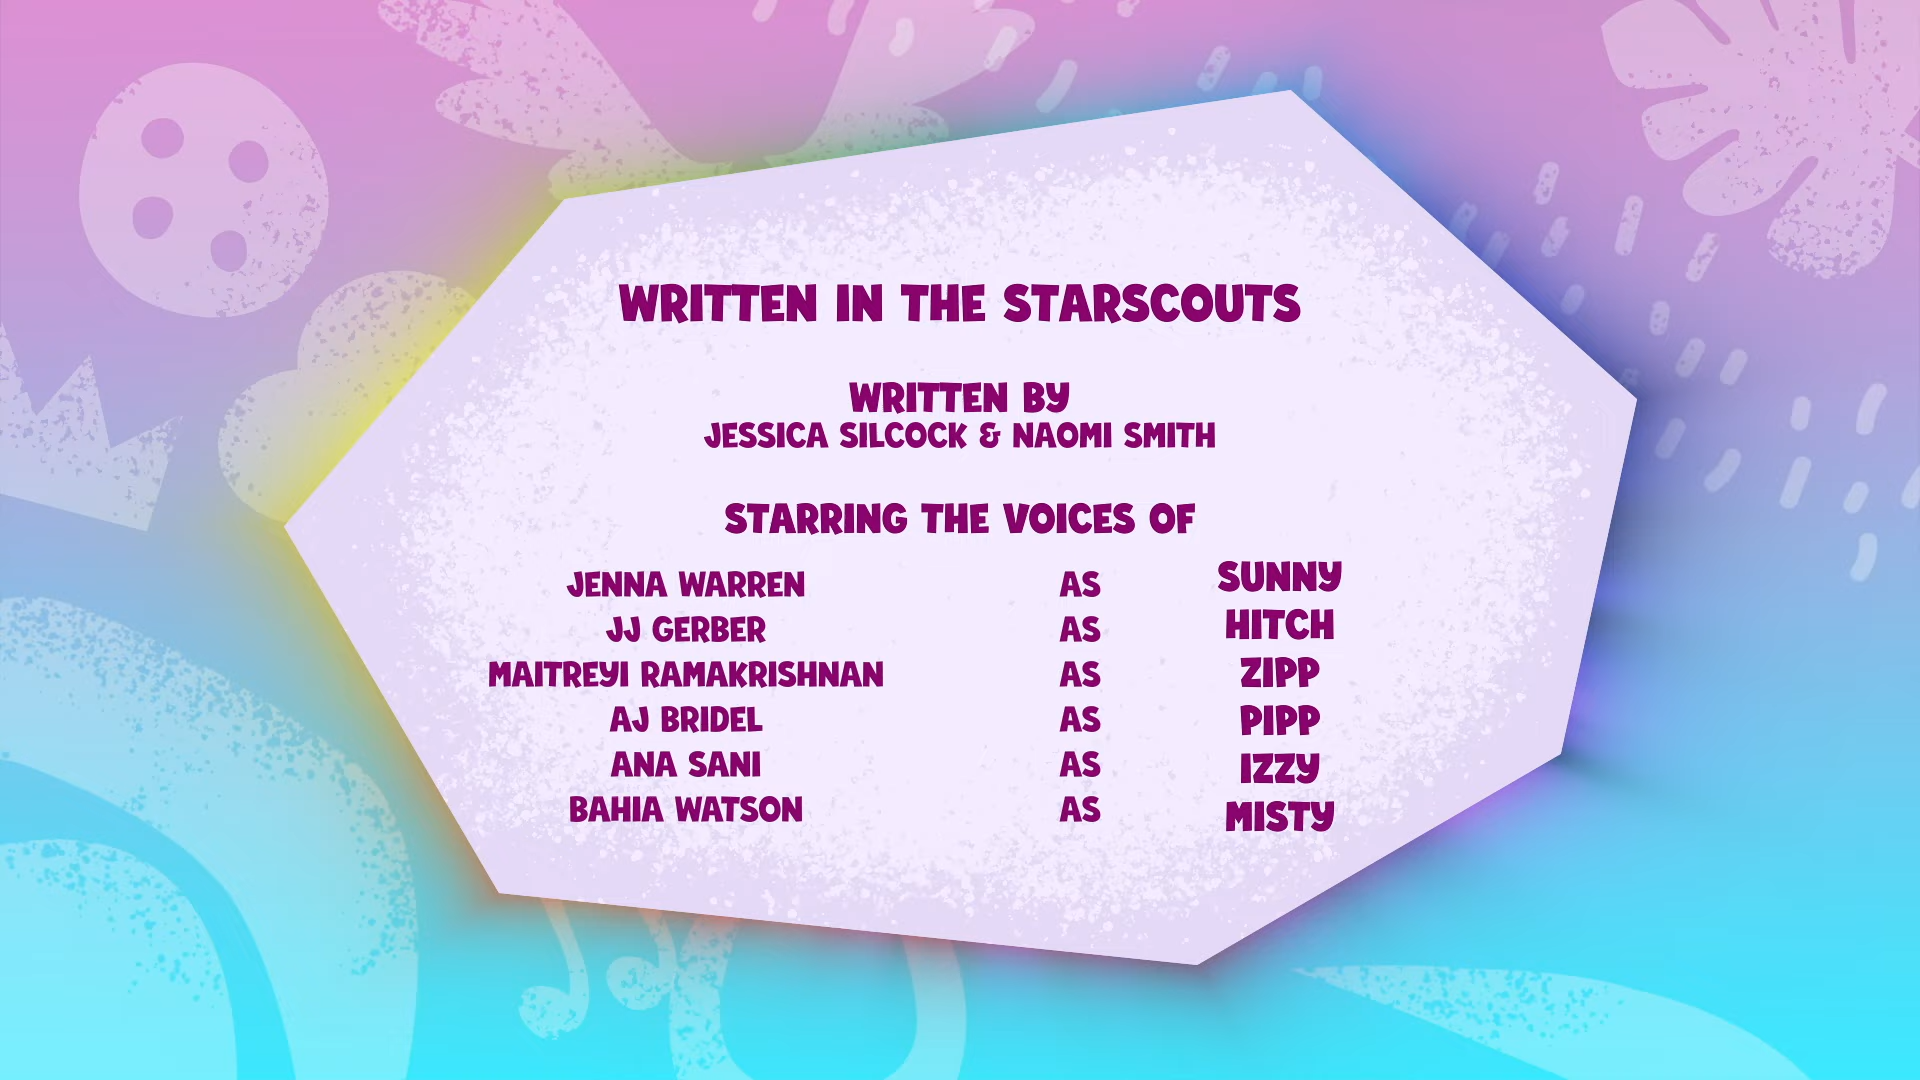 WRITTEN IN THE STARSCOUTS
WRITTEN BY
JESSICA SILCOCK & NAOMI SMITH
STARRING THE VOICES OF
JENNA WARREN AS SUNNY
JJ GERBER AS HITCH
MAITREYI RAMAKRISHNAN AS ZIPP
AJ BRIDEL AS PIPP
ANA SANI AS IZZY
BAHIA WATSON AS MISTY